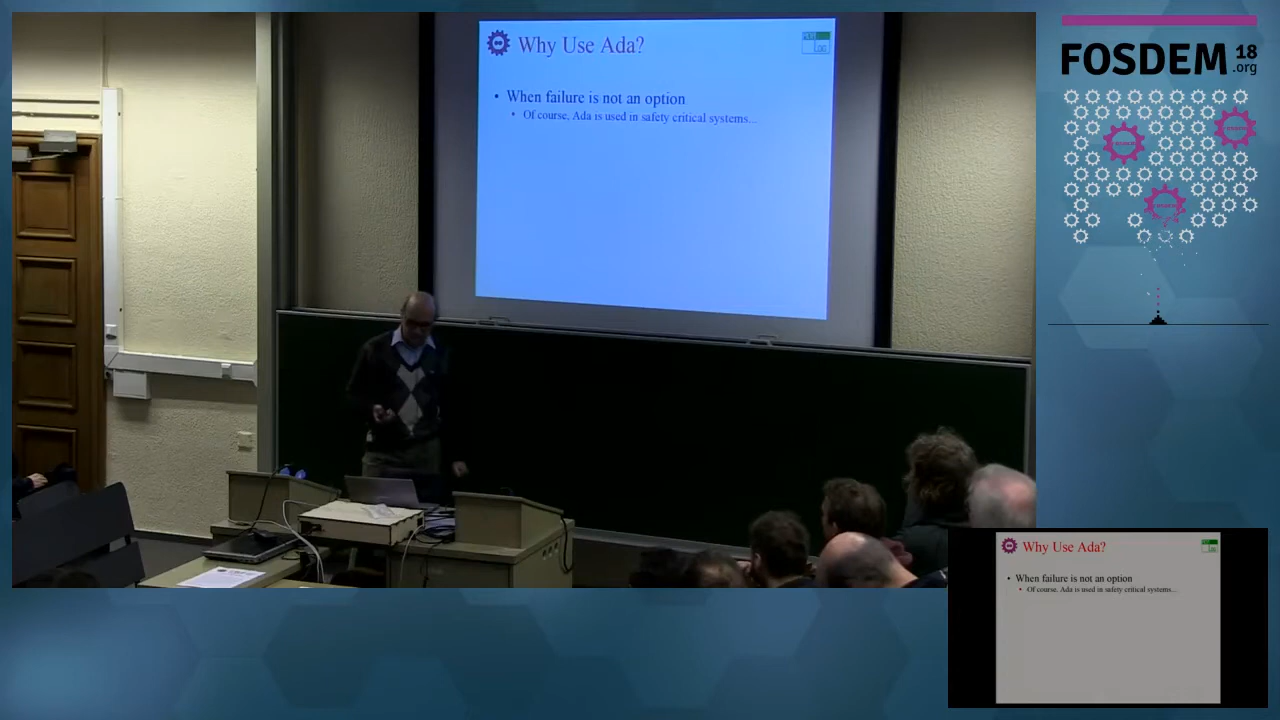 Why Use Ada?
• When failure is not an option
• Of course, Ada is used in safety critical systems...
FOSDEM 18
.org
Why Use Ada?
• When failure is not an option
• Of course, Ada is used in safety critical systems...